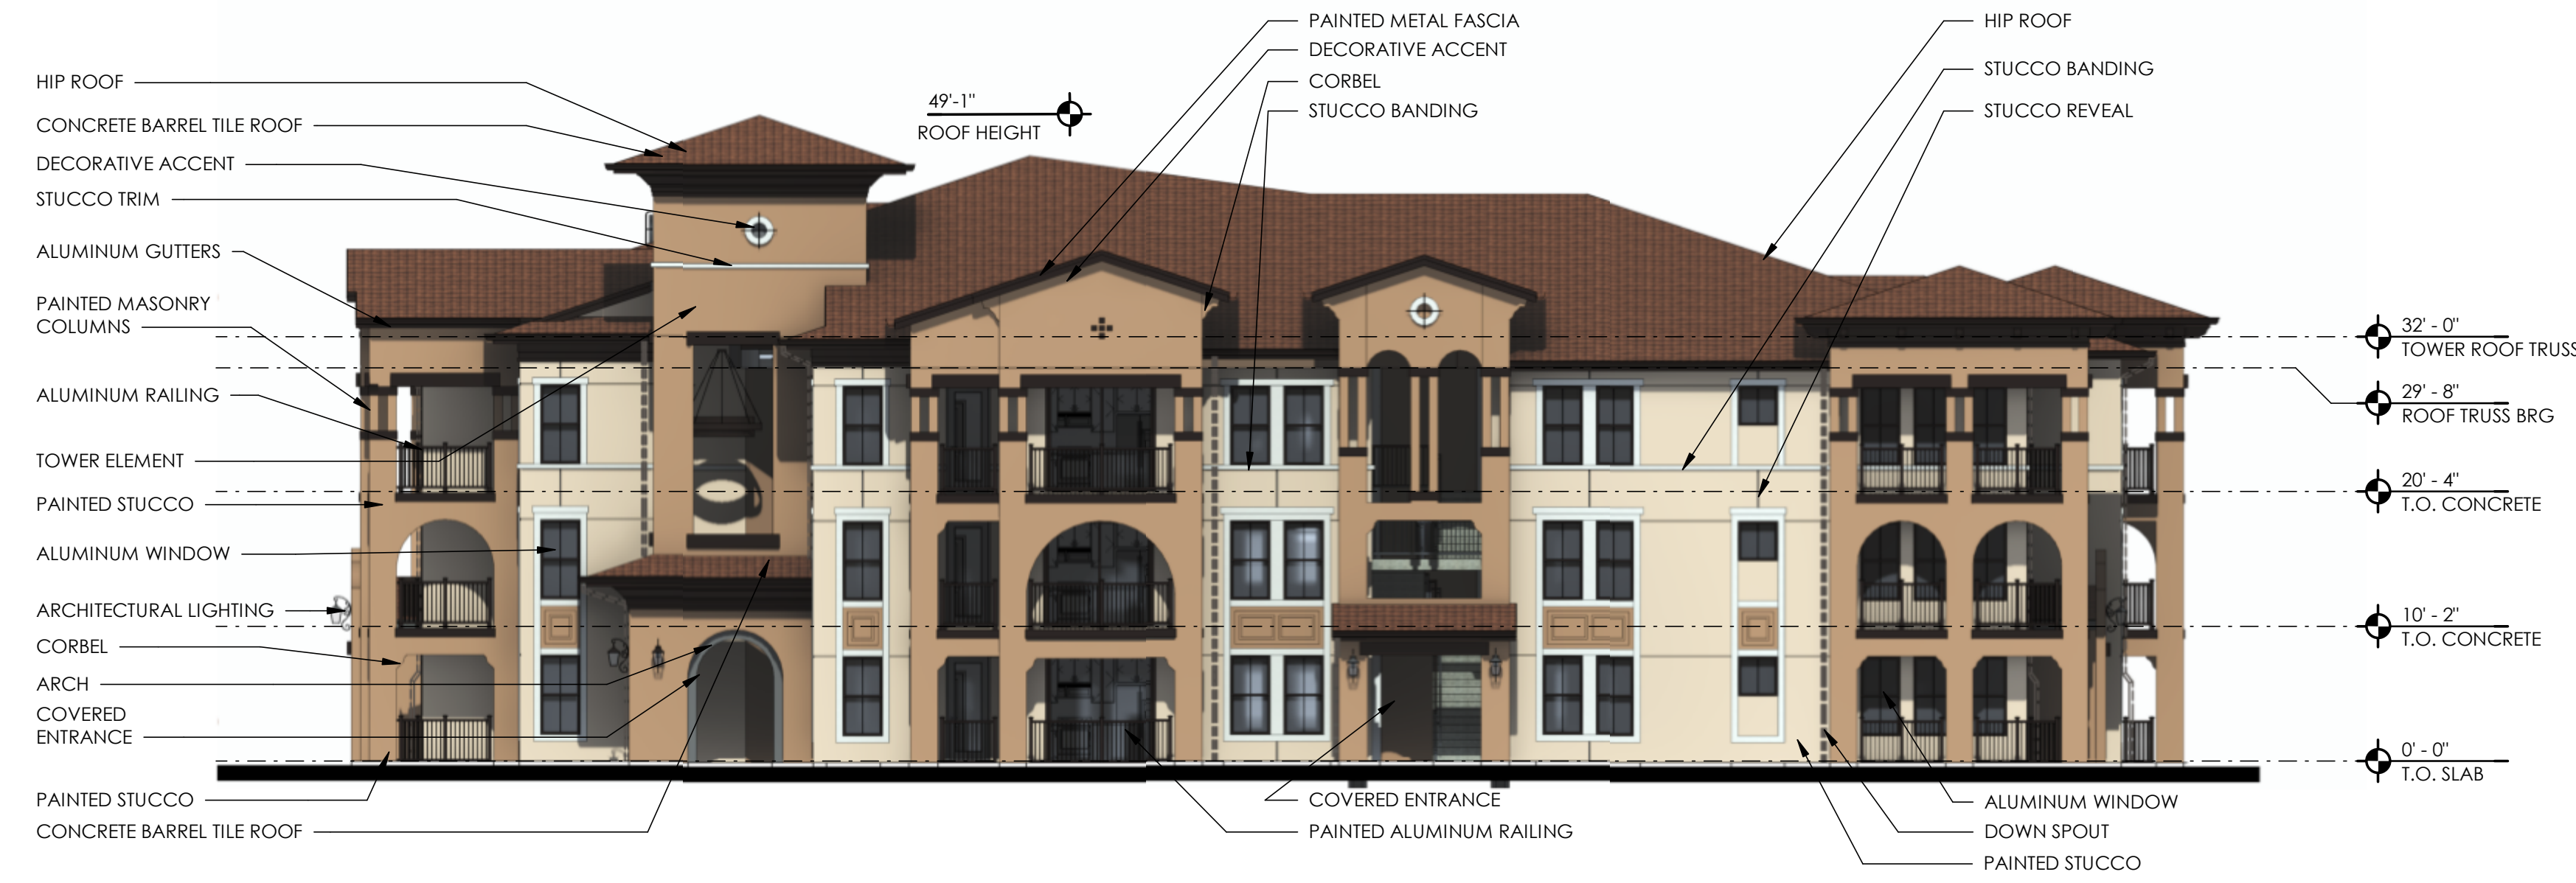 HIP ROOF
CONCRETE BARREL TILE ROOF
DECORATIVE ACCENT
STUCCO TRIM
ALUMINUM GUTTERS
PAINTED MASONRY
COLUMNS
ALUMINUM RAILING
TOWER ELEMENT
PAINTED STUCCO
ALUMINUM WINDOW
ARCHITECTURAL LIGHTING
CORBEL
ARCH
COVERED
ENTRANCE
PAINTED STUCCO
CONCRETE BARREL TILE ROOF
49'-1"
ROOF HEIGHT
PAINTED METAL FASCIA
DECORATIVE ACCENT
CORBEL
STUCCO BANDING
COVERED ENTRANCE
PAINTED ALUMINUM RAILING
HIP ROOF
STUCCO BANDING
STUCCO REVEAL
ALUMINUM WINDOW
DOWN SPOUT
PAINTED STUCCO
32' - 0"
TOWER ROOF TRUSS
29' - 8"
ROOF TRUSS BRG
20' - 4"
T.O. CONCRETE
10' - 2"
T.O. CONCRETE
0' - 0"
T.O. SLAB